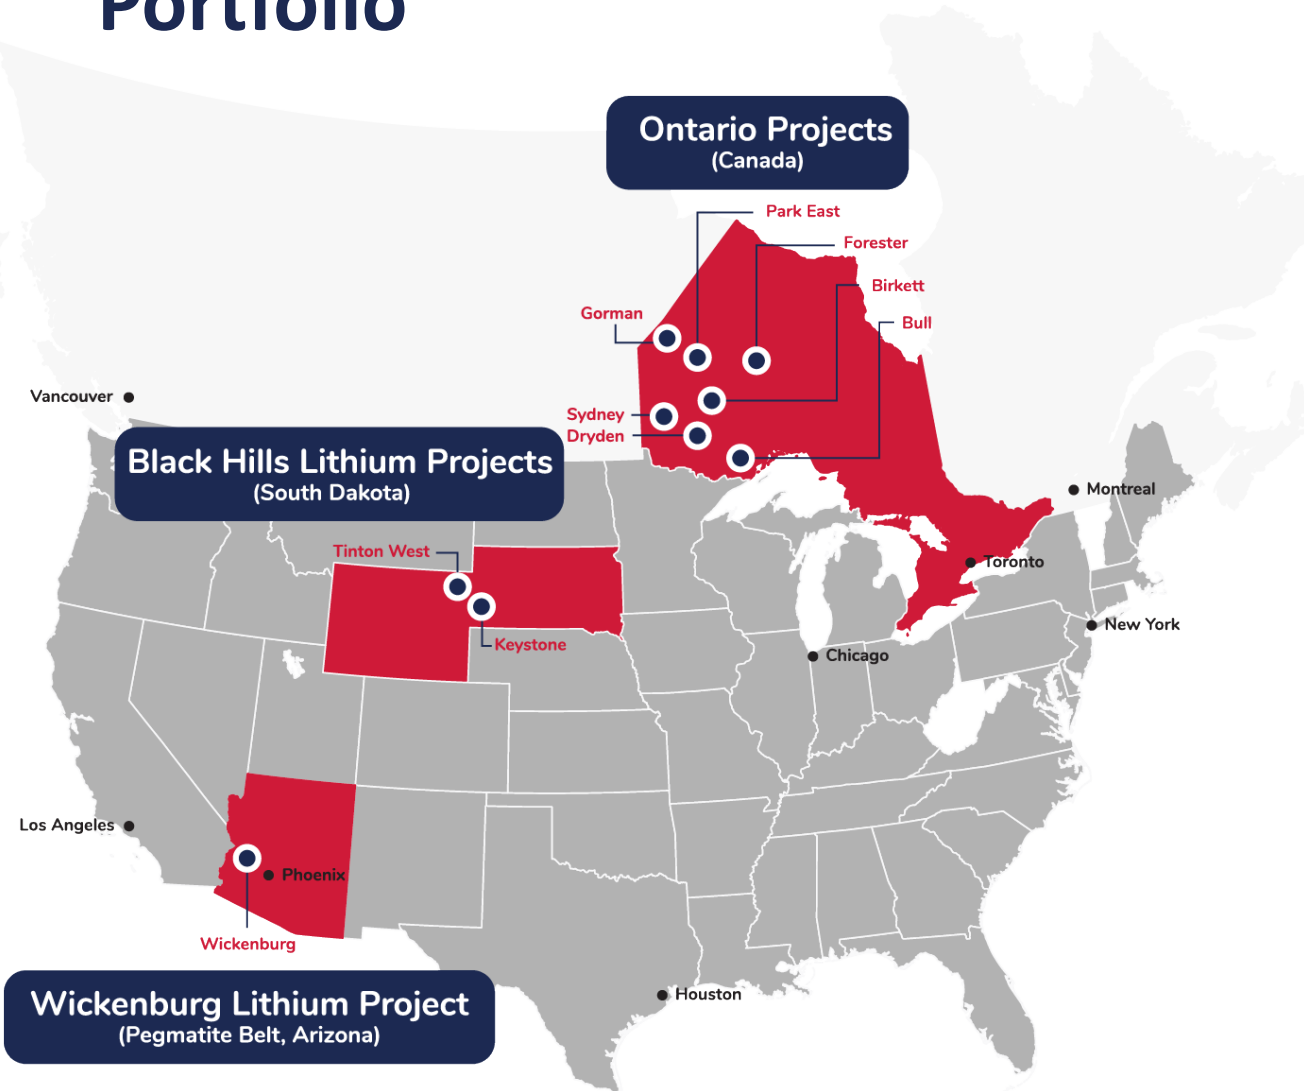 Portfolio
Ontario Projects
(Canada)
Park East
Forester
Birkett
Gorman
Bull
Vancouver
Sydney
Dryden
Black Hills Lithium Projects
(South Dakota)
Montreal
Tinton West
Toronto
New York
Keystone
Chicago
Los Angeles
Phoenix
Wickenburg
Houston
Wickenburg Lithium Project
(Pegmatite Belt, Arizona)